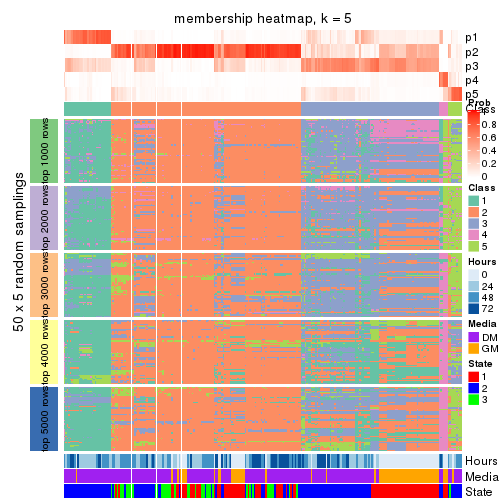 membership heatmap, k = 5
p1
p2
p3
p4
p5
Class
50 x 5 random samplings
top 1000 rows
top 2000 rows
top 3000 rows
top 4000 rows
top 5000 rows
Hours
Media
State
Prob
1
0.8
0.6
0.4
0.2
0
Class
1
2
3
4
5
Hours
0
24
48
72
Media
DM
GM
State
1
2
3